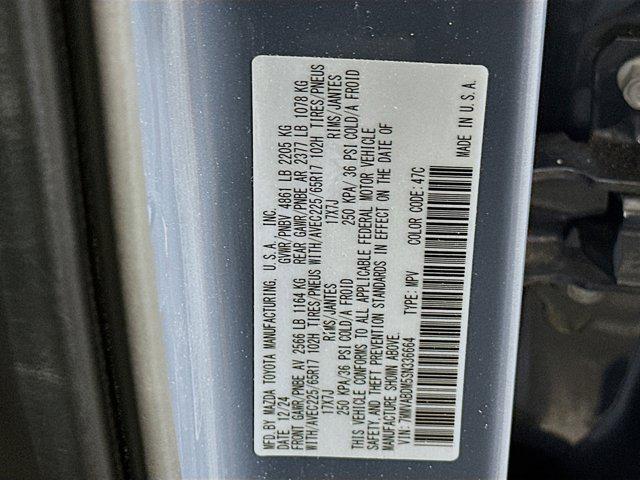 MFD.BY MAZDA TOYOTA MANUFACTURING, U.S.A. INC.
DATE 12/24 GVWR/PNBV 4861 LB 2205 KG
FRONT GAWR/PNBE AV 2566 LB 1164 KG REAR GAWR/PNBE AR 2377 LB 1078 KG
WITH/AVEC225/65R17 102H TIRES/PNEUS WITH/AVEC225/65R17 102H TIRES/PNEUS
17X7J RIMS/JANTES 17X7J RIMS/JANTES
250 KPA/36 PSI COLD/A FROID 250 KPA/36 PSI COLD/A FROID
THIS VEHICLE CONFORMS TO ALL APPLICABLE FEDERAL MOTOR VEHICLE
SAFETY, AND THEFT PREVENTION STANDARDS IN EFFECT ON THE DATE OF
MANUFACTURE SHOWN ABOVE.
VIN: 7MMVABDM5SN336664 TYPE: MPV COLOR CODE: 47C
MADE IN U.S.A.